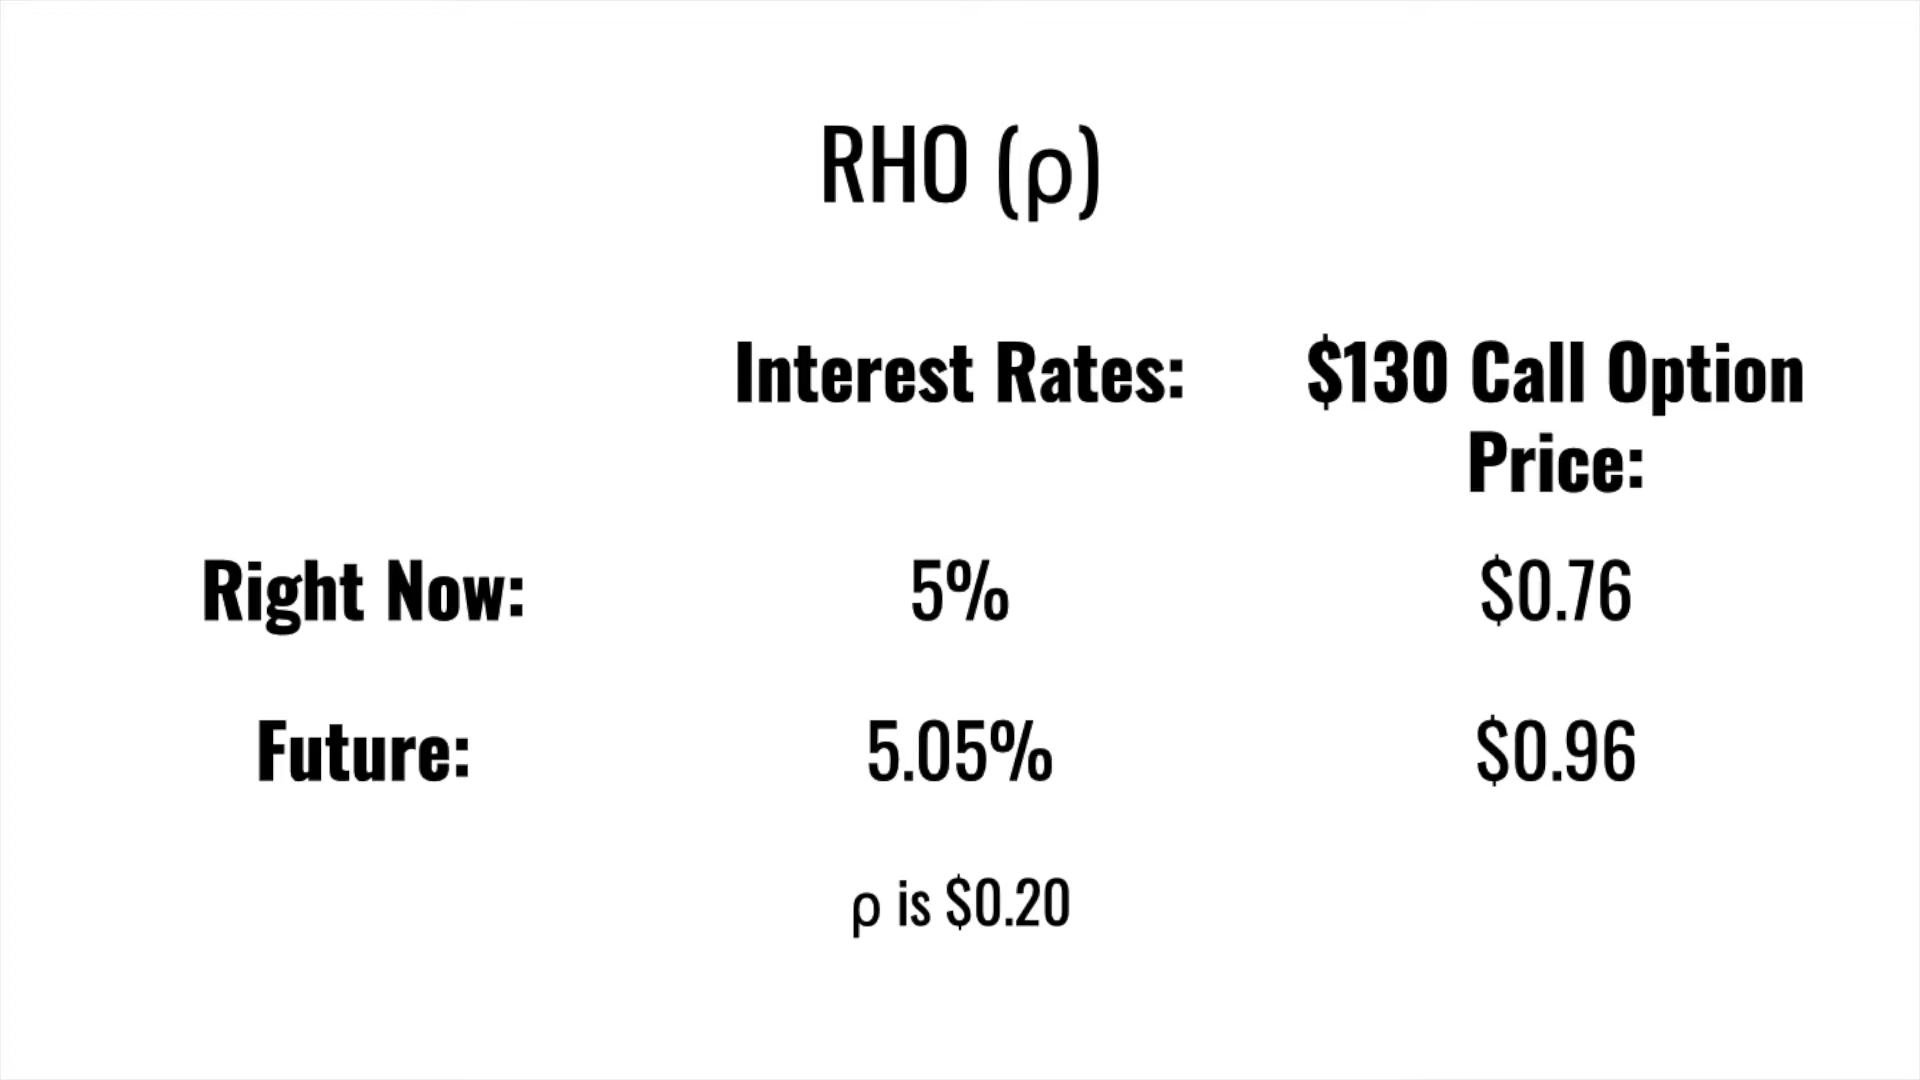 RHO (ρ)
Interest Rates:
$130 Call Option
Price:
Right Now:
5%
$0.76
Future:
5.05%
$0.96
ρ is $0.20